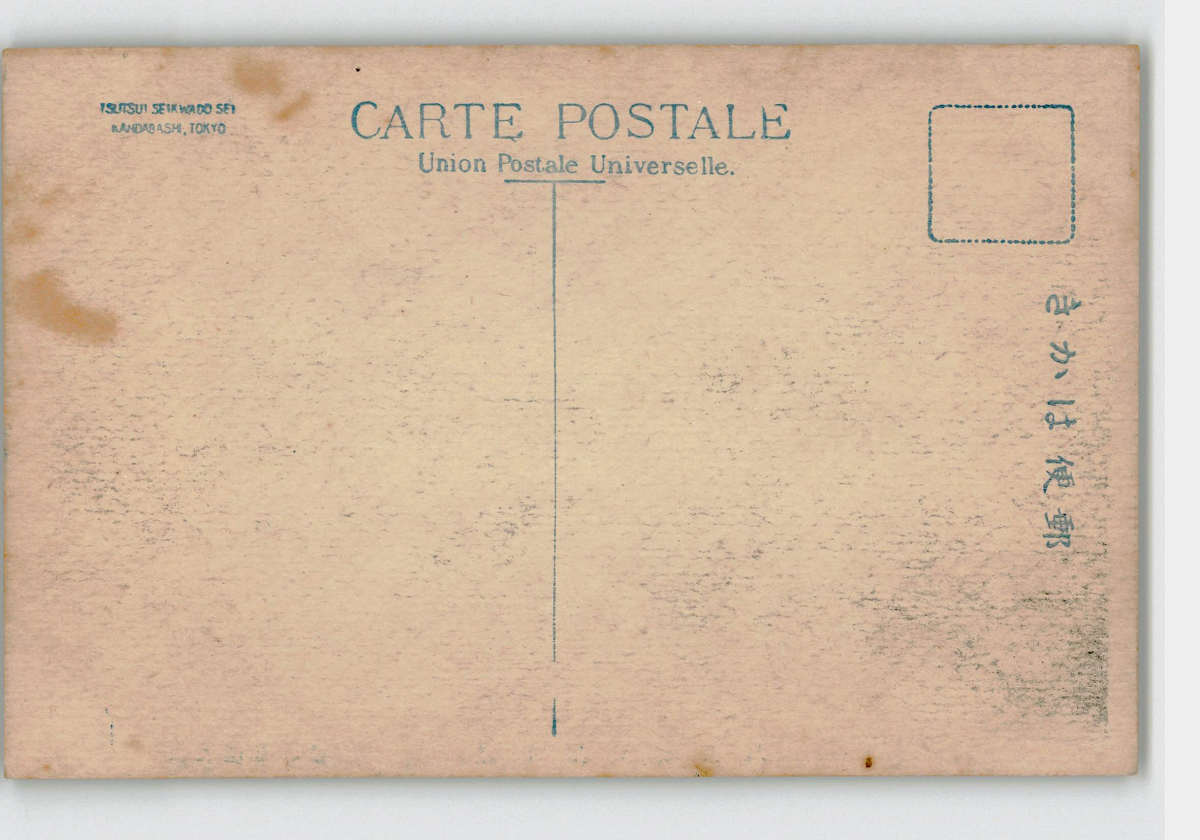 TSUTSUI SEIKWADO SEI
KANDABASHI, TOKYO
CARTE POSTALE
Union Postale Universelle.
郵便はかき